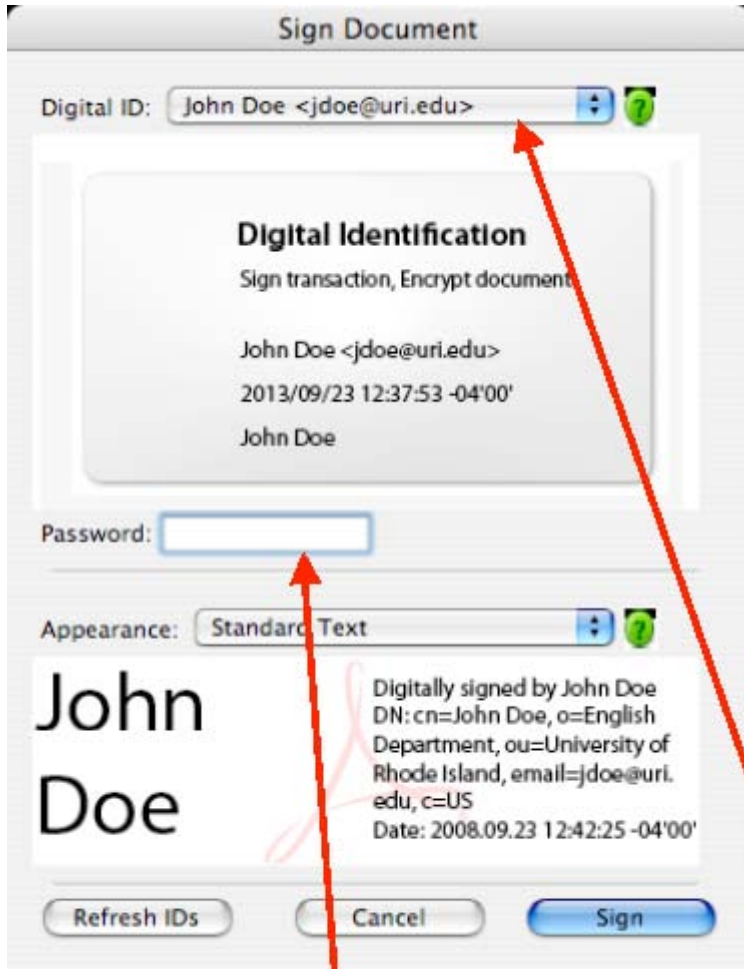 Sign Document
Digital ID: John Doe <jdoe@uri.edu>
?
Digital Identification
Sign transaction, Encrypt document
John Doe <jdoe@uri.edu>
2013/09/23 12:37:53 -04'00'
John Doe
Password:
Appearance: Standard Text
?
John
Doe
Digitally signed by John Doe
DN: cn=John Doe, o=English
Department, ou=University of
Rhode Island, email=jdoe@uri.
edu, c=US
Date: 2008.09.23 12:42:25 -04'00'
Refresh IDs
Cancel
Sign